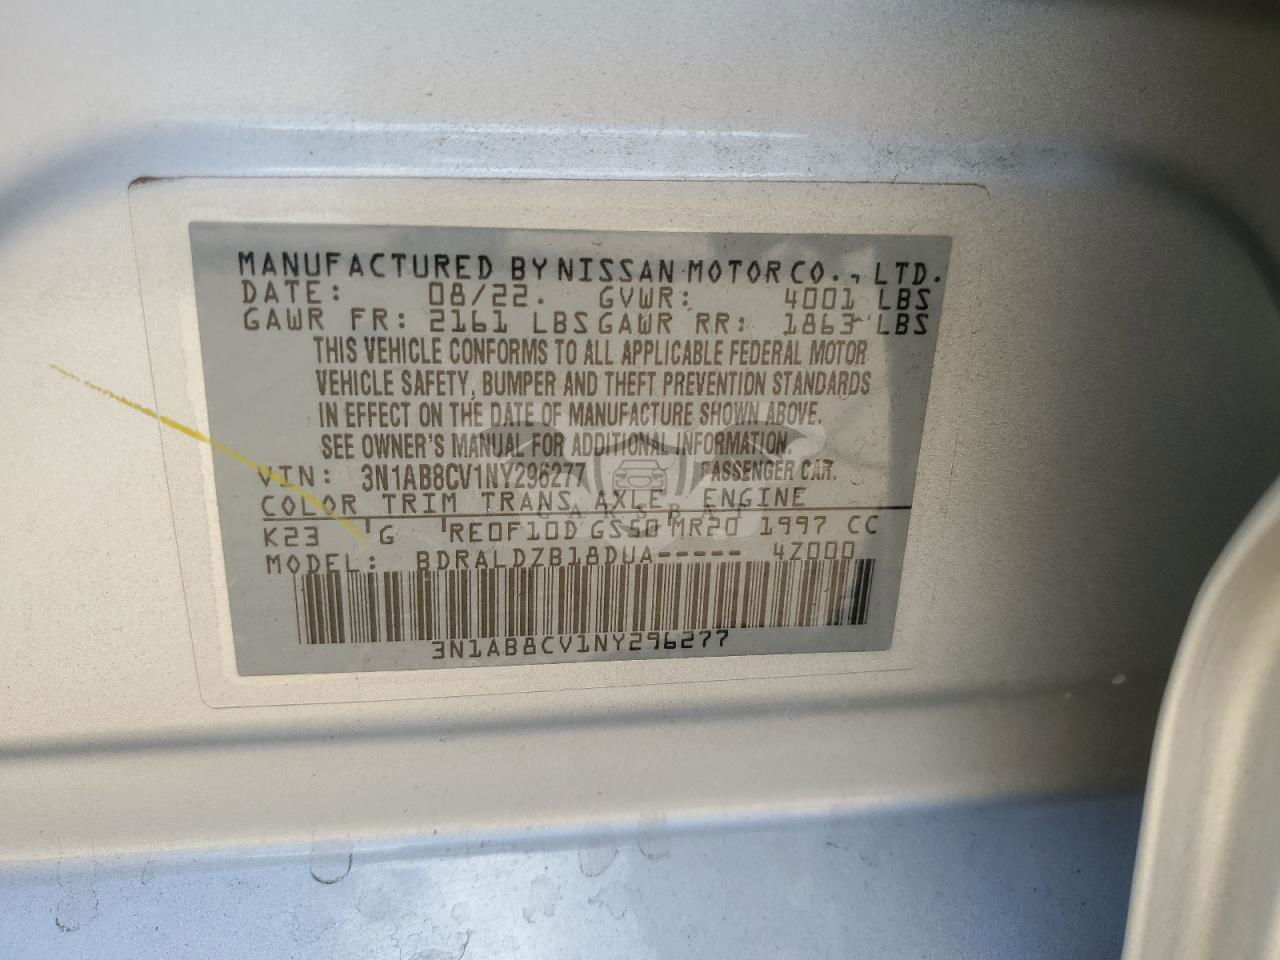 MANUFACTURED BY NISSAN MOTOR CO., LTD.
DATE: 08/22. GVWR: 4001 LBS
GAWR FR: 2161 LBS GAWR RR: 1863 LBS
THIS VEHICLE CONFORMS TO ALL APPLICABLE FEDERAL MOTOR
VEHICLE SAFETY, BUMPER AND THEFT PREVENTION STANDARDS
IN EFFECT ON THE DATE OF MANUFACTURE SHOWN ABOVE.
SEE OWNER'S MANUAL FOR ADDITIONAL INFORMATION.
VIN: 3N1AB8CV1NY296277 PASSENGER CAR.
COLOR TRIM TRANS AXLE ENGINE
K23 G RE0F10D GS50 MR20 1997 CC
MODEL: BDRALDZB18DUA----- 4Z000
3N1AB8CV1NY296277